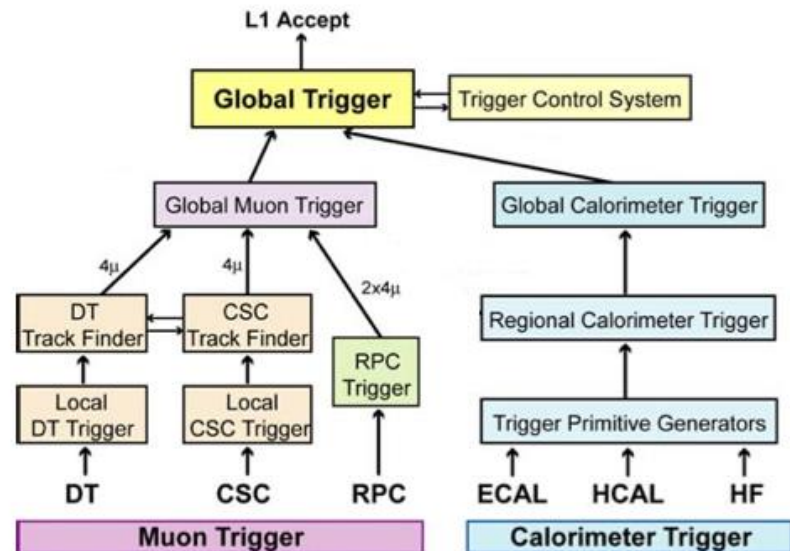 L1 Accept
Global Trigger
Trigger Control System
Global Muon Trigger
Global Calorimeter Trigger
4μ
4μ
2x4μ
DT
Track Finder
CSC
Track Finder
Regional Calorimeter Trigger
RPC
Trigger
Local
DT Trigger
Local
CSC Trigger
Trigger Primitive Generators
DT
CSC
RPC
ECAL
HCAL
HF
Muon Trigger
Calorimeter Trigger